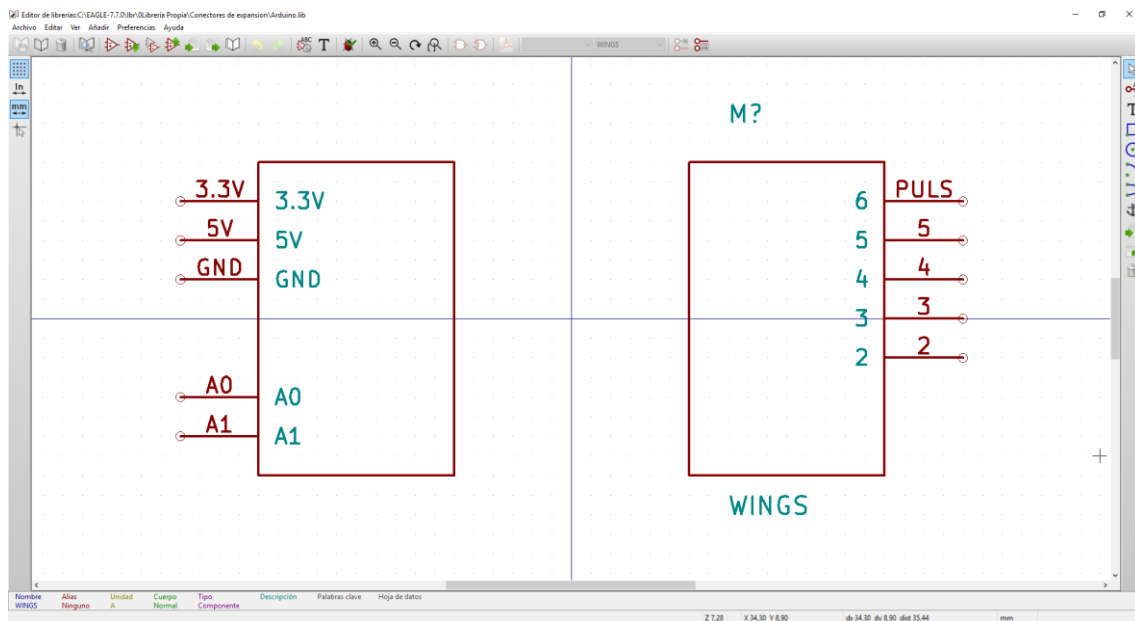 Editor de librerías:C:\EAGLE-7.7.0\lbr\0Libreria Propia\Conectores de expansion\Arduino.lib
Archivo Editar Ver Añadir Preferencias Ayuda
ABC
T
WINGS
In
mm
T
M?
3.3V 3.3V
5V 5V
GND GND
A0 A0
A1 A1
6 PULS
5 5
4 4
3 3
2 2
WINGS
Nombre Alias Unidad Cuerpo Tipo Descripción Palabras clave Hoja de datos
WINGS Ninguno A Normal Componente
Z 7,28 X 34,30 Y 8,90 dx 34,30 dy 8,90 dist 35,44 mm